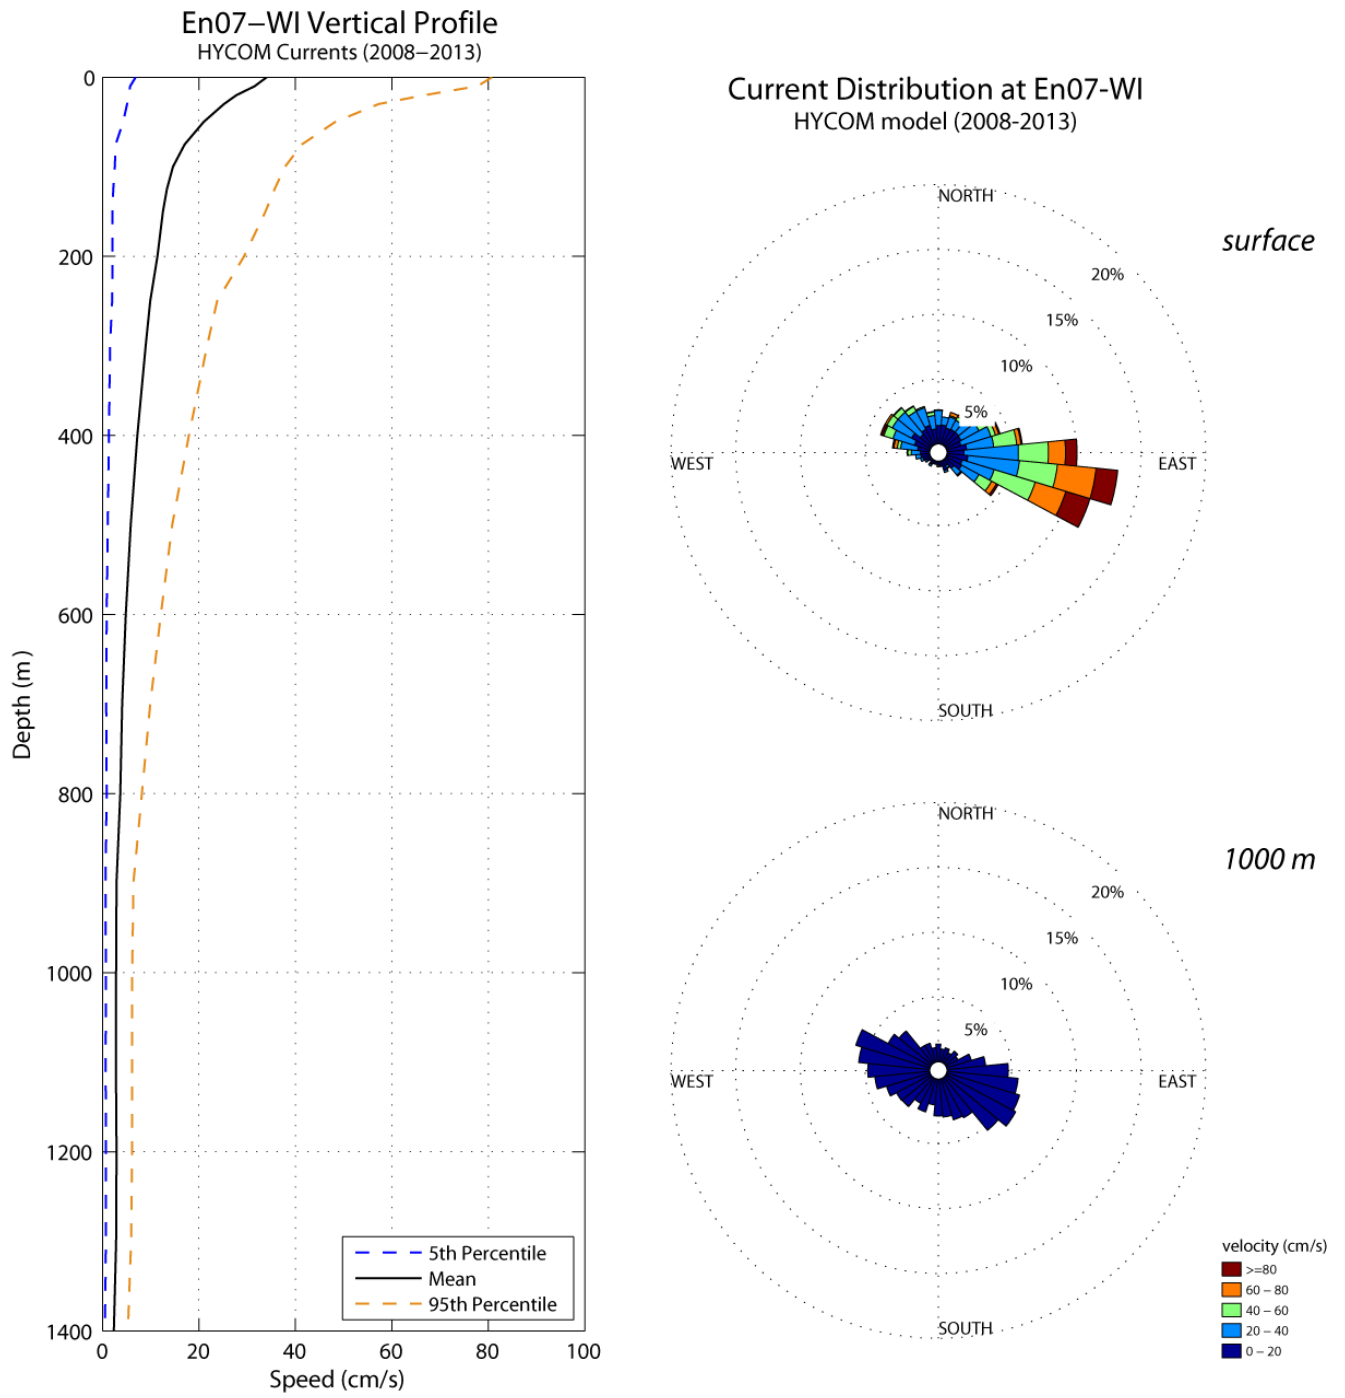 En07−WI Vertical Profile
HYCOM Currents (2008−2013)
0
200
400
600
800
1000
1200
1400
Depth (m)
0 20 40 60 80 100
Speed (cm/s)
5th Percentile
Mean
95th Percentile
Current Distribution at En07-WI
HYCOM model (2008-2013)
surface
NORTH
20%
15%
10%
5%
WEST
EAST
SOUTH
1000 m
NORTH
20%
15%
10%
5%
WEST
EAST
SOUTH
velocity (cm/s)
>=80
60 – 80
40 – 60
20 – 40
0 – 20